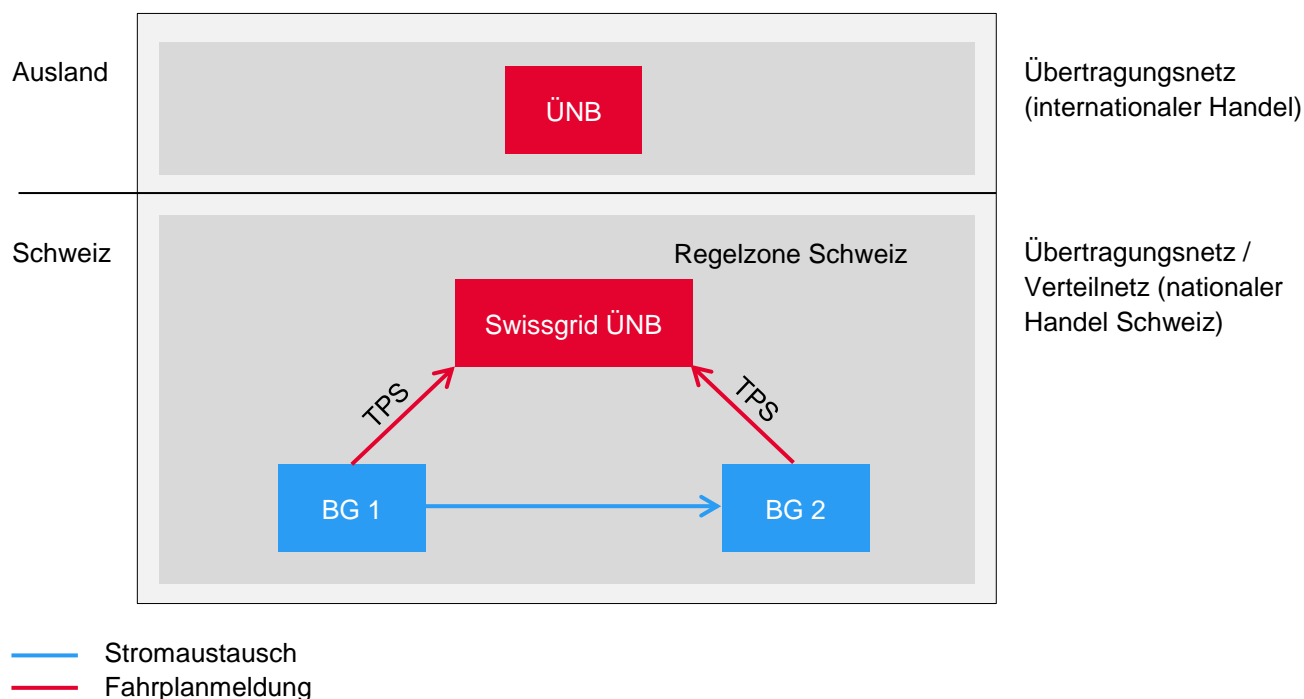 Ausland
ÜNB
Übertragungsnetz
(internationaler Handel)
Schweiz
Regelzone Schweiz
Übertragungsnetz /
Verteilnetz (nationaler
Handel Schweiz)
Swissgrid ÜNB
TPS
TPS
BG 1
BG 2
Stromaustausch
Fahrplanmeldung